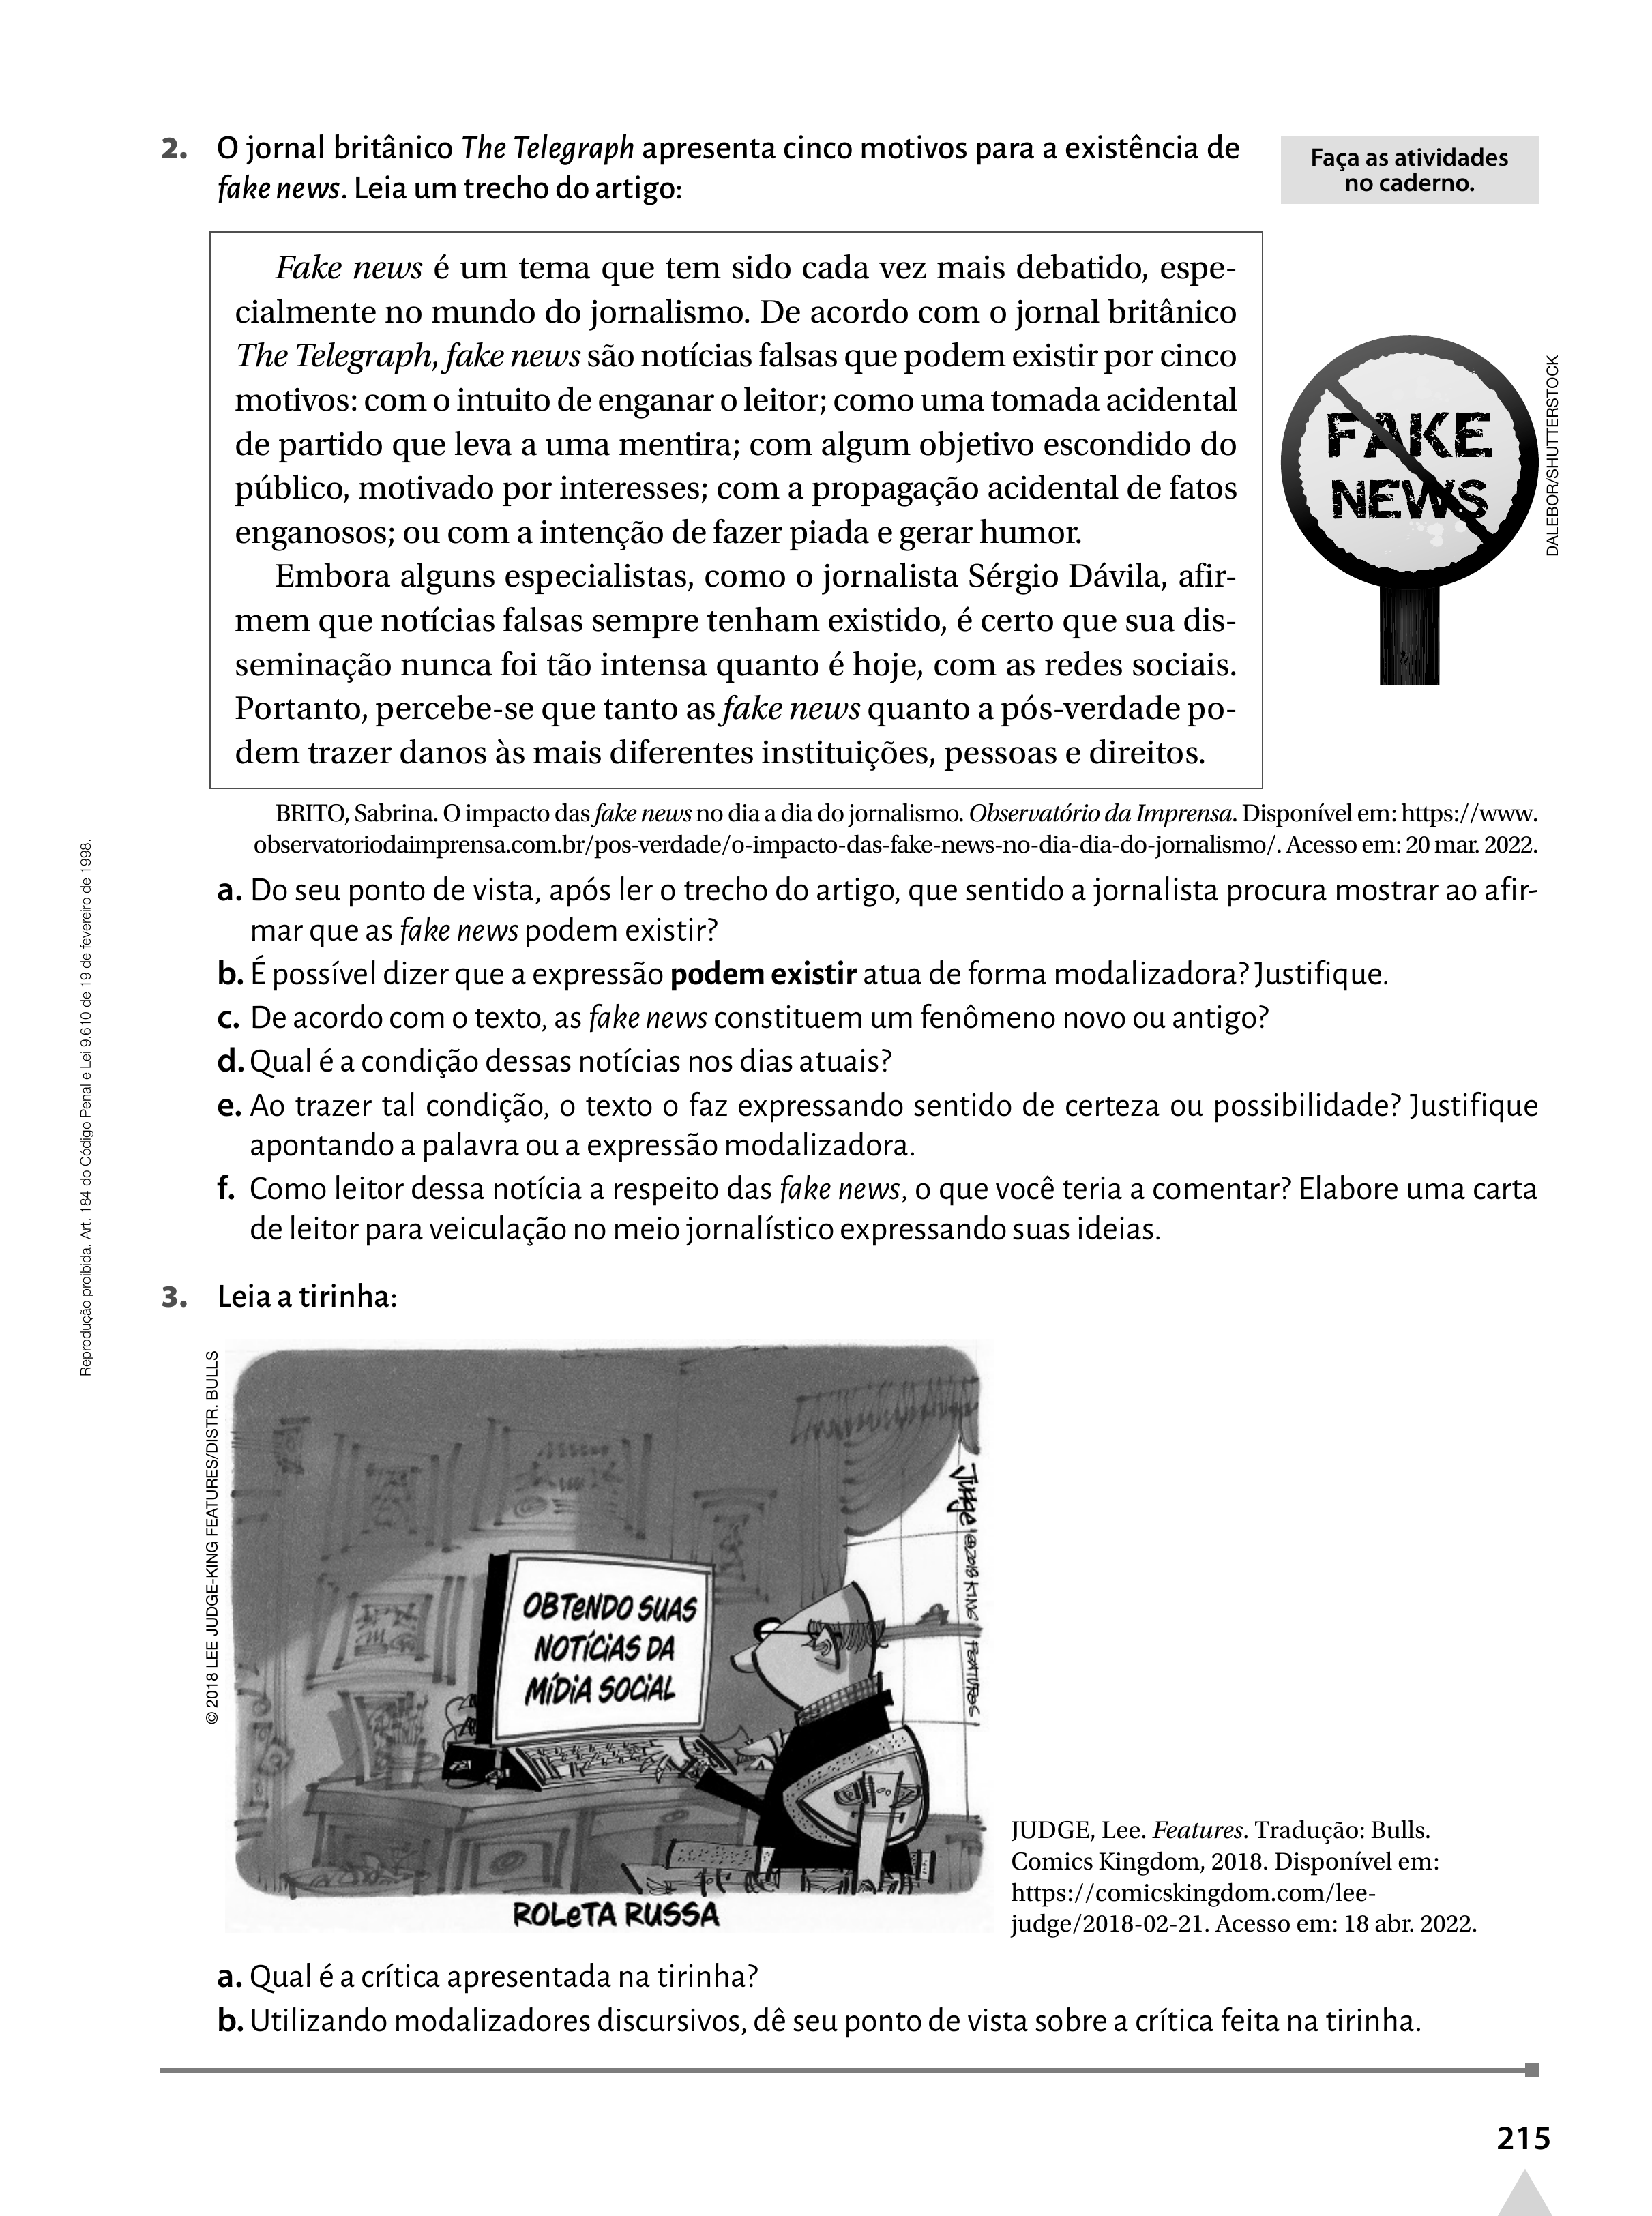 2. O jornal britânico The Telegraph apresenta cinco motivos para a existência de
fake news. Leia um trecho do artigo:
Faça as atividades
no caderno.
Fake news é um tema que tem sido cada vez mais debatido, espe-
cialmente no mundo do jornalismo. De acordo com o jornal britânico
The Telegraph, fake news são notícias falsas que podem existir por cinco
motivos: com o intuito de enganar o leitor; como uma tomada acidental
de partido que leva a uma mentira; com algum objetivo escondido do
público, motivado por interesses; com a propagação acidental de fatos
enganosos; ou com a intenção de fazer piada e gerar humor.
Embora alguns especialistas, como o jornalista Sérgio Dávila, afir-
mem que notícias falsas sempre tenham existido, é certo que sua dis-
seminação nunca foi tão intensa quanto é hoje, com as redes sociais.
Portanto, percebe-se que tanto as fake news quanto a pós-verdade po-
dem trazer danos às mais diferentes instituições, pessoas e direitos.
FAKE
NEWS
DALEBOR/SHUTTERSTOCK
BRITO, Sabrina. O impacto das fake news no dia a dia do jornalismo. Observatório da Imprensa. Disponível em: https://www.
observatoriodaimprensa.com.br/pos-verdade/o-impacto-das-fake-news-no-dia-dia-do-jornalismo/. Acesso em: 20 mar. 2022.
a. Do seu ponto de vista, após ler o trecho do artigo, que sentido a jornalista procura mostrar ao afir-
mar que as fake news podem existir?
b. É possível dizer que a expressão podem existir atua de forma modalizadora? Justifique.
c. De acordo com o texto, as fake news constituem um fenômeno novo ou antigo?
d. Qual é a condição dessas notícias nos dias atuais?
e. Ao trazer tal condição, o texto o faz expressando sentido de certeza ou possibilidade? Justifique
apontando a palavra ou a expressão modalizadora.
f. Como leitor dessa notícia a respeito das fake news, o que você teria a comentar? Elabore uma carta
de leitor para veiculação no meio jornalístico expressando suas ideias.
Reprodução proibida. Art. 184 do Código Penal e Lei 9.610 de 19 de fevereiro de 1998.
3. Leia a tirinha:
© 2018 LEE JUDGE-KING FEATURES/DISTR. BULLS
OBTENDO SUAS
NOTÍCIAS DA
MÍDIA SOCIAL
JUDGE ©2018 KING FEATURES
ROLETA RUSSA
JUDGE, Lee. Features. Tradução: Bulls.
Comics Kingdom, 2018. Disponível em:
https://comicskingdom.com/lee-
judge/2018-02-21. Acesso em: 18 abr. 2022.
a. Qual é a crítica apresentada na tirinha?
b. Utilizando modalizadores discursivos, dê seu ponto de vista sobre a crítica feita na tirinha.
215